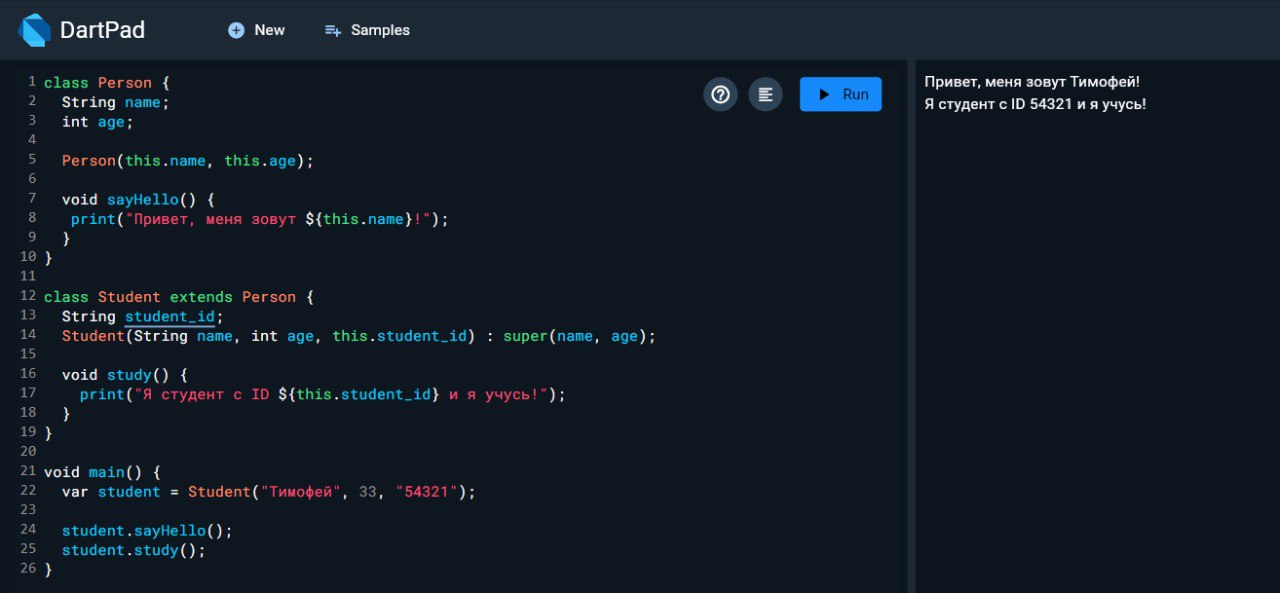 DartPad
New
Samples
Run
1 class Person {
2   String name;
3   int age;
4
5   Person(this.name, this.age);
6
7   void sayHello() {
8    print("Привет, меня зовут ${this.name}!");
9   }
10 }
11
12 class Student extends Person {
13   String student_id;
14   Student(String name, int age, this.student_id) : super(name, age);
15
16   void study() {
17     print("Я студент с ID ${this.student_id} и я учусь!");
18   }
19 }
20
21 void main() {
22   var student = Student("Тимофей", 33, "54321");
23
24   student.sayHello();
25   student.study();
26 }
Привет, меня зовут Тимофей!
Я студент с ID 54321 и я учусь!